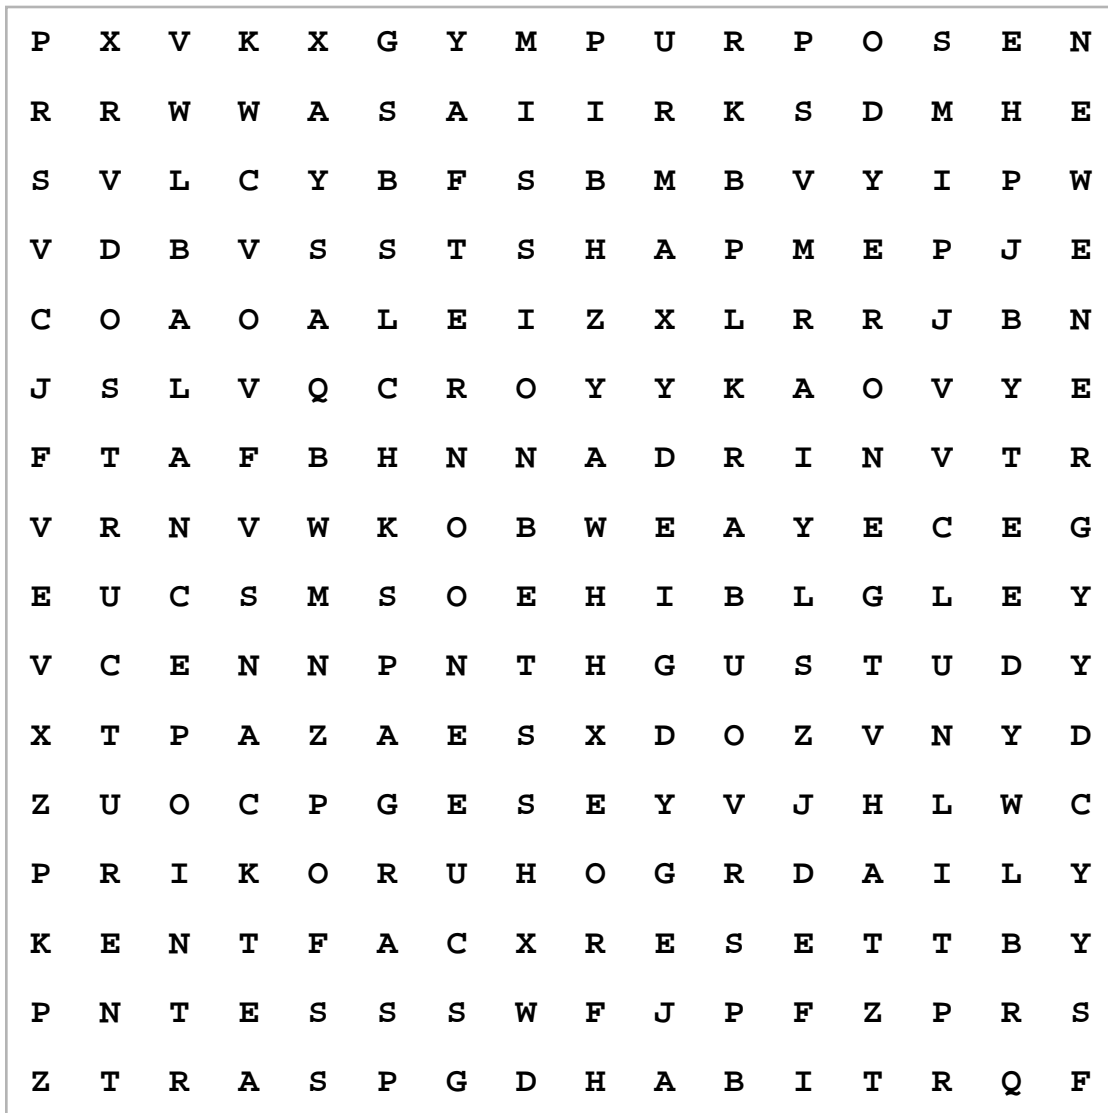 P X V K X G Y M P U R P O S E N
R R W W A S A I I R K S D M H E
S V L C Y B F S B M B V Y I P W
V D B V S S T S H A P M E P J E
C O A O A L E I Z X L R R J B N
J S L V Q C R O Y Y K A O V Y E
F T A F B H N N A D R I N V T R
V R N V W K O B W E A Y E C E G
E U C S M S O E H I B L G L E Y
V C E N N P N T H G U S T U D Y
X T P A Z A E S X D O Z V N Y D
Z U O C P G E S E Y V J H L W C
P R I K O R U H O G R D A I L Y
K E N T F A C X R E S E T T B Y
P N T E S S S W F J P F Z P R S
Z T R A S P G D H A B I T R Q F